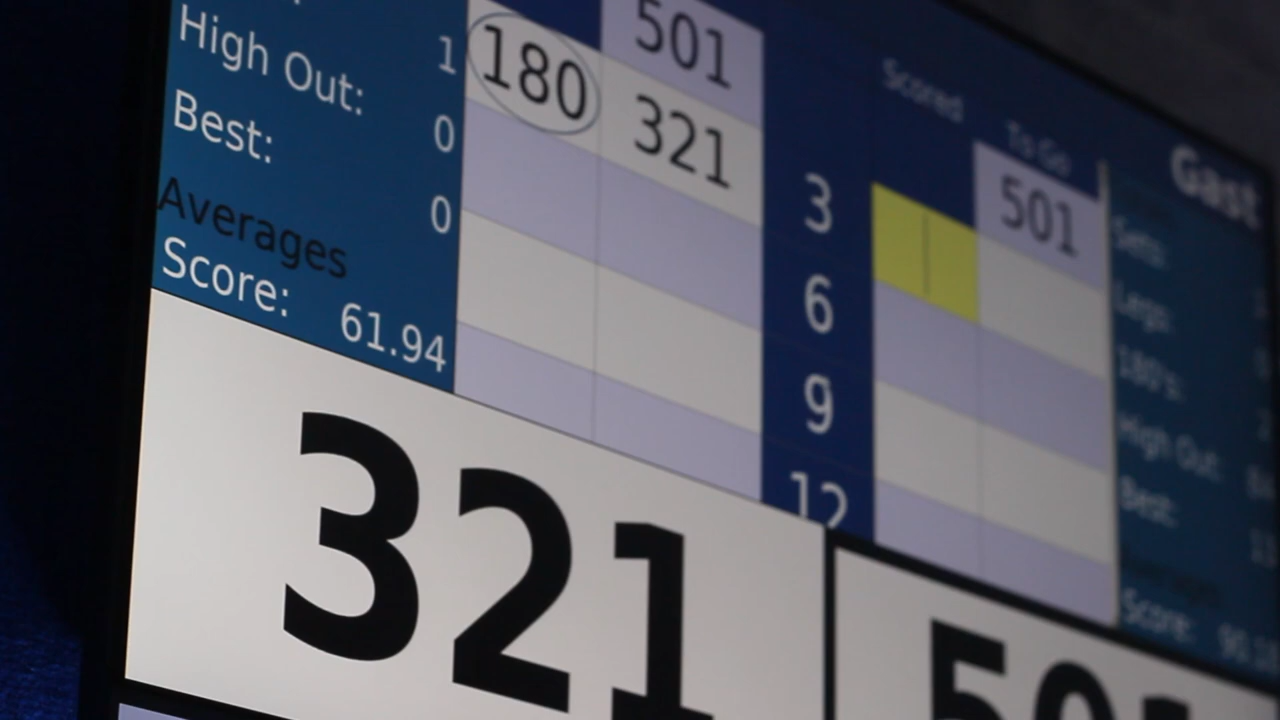 High Out:
1
Best:
0
0
Averages
Score:
61.94
501
180
321
3
6
9
12
Scored
To Go
501
Gast
Sets:
Legs:
180's:
High Out:
Best:
Score:
321
501